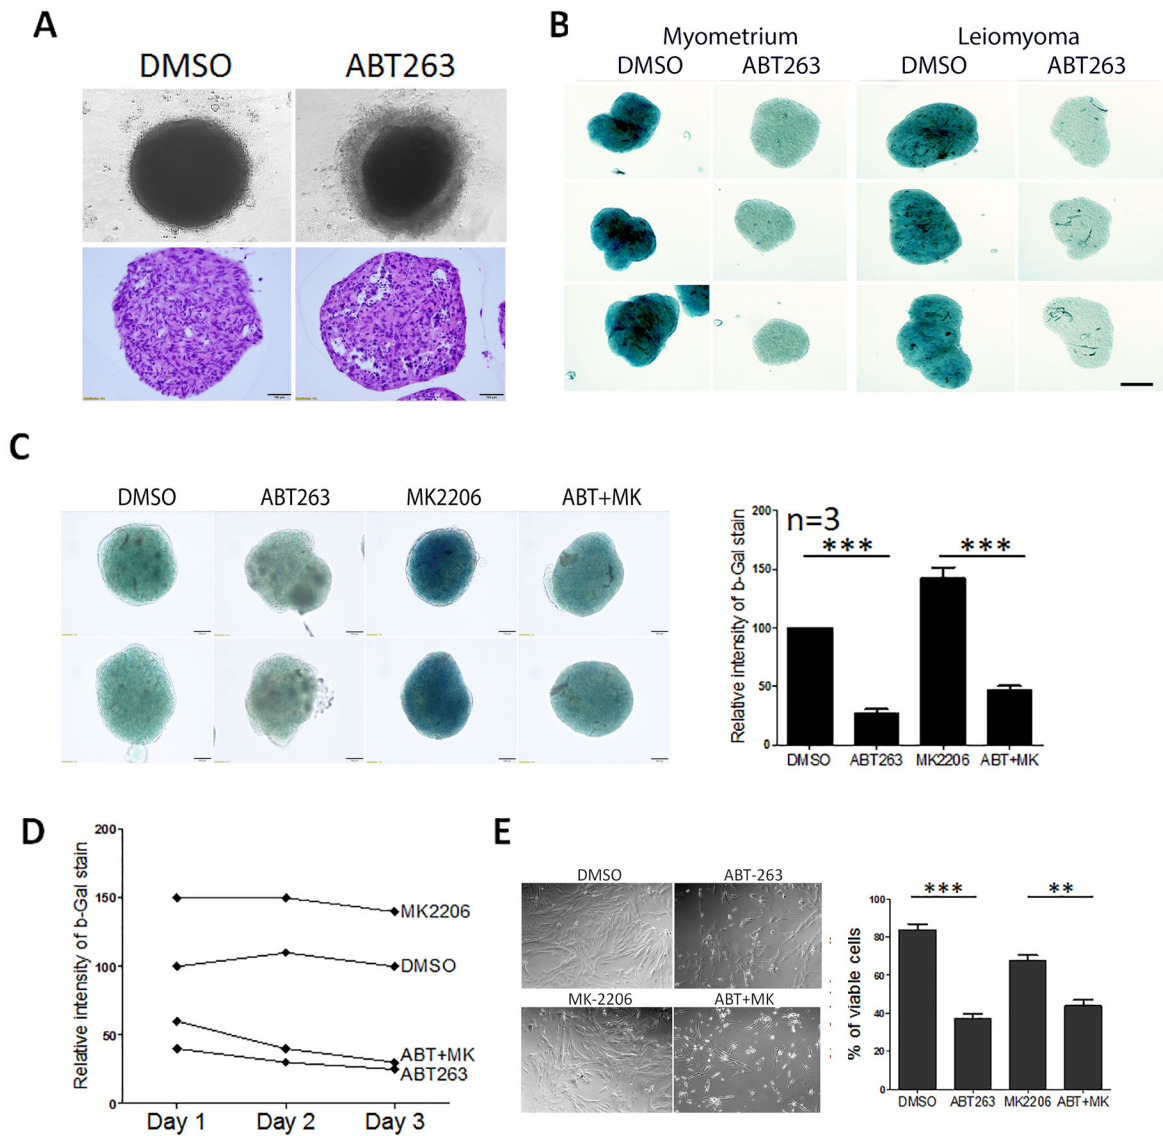 A
DMSO ABT263
B
Myometrium Leiomyoma
DMSO ABT263 DMSO ABT263
C
DMSO ABT263 MK2206 ABT+MK
n=3
*** ***
Relative intensity of b-Gal stain
200
150
100
50
0
DMSO ABT263 MK2206 ABT+MK
D
Relative intensity of b-Gal stain
200
150
100
50
0
MK2206
DMSO
ABT+MK
ABT263
Day 1 Day 2 Day 3
E
DMSO ABT-263
MK-2206 ABT+MK
*** **
% of viable cells
100
80
60
40
20
0
DMSO ABT263 MK2206 ABT+MK